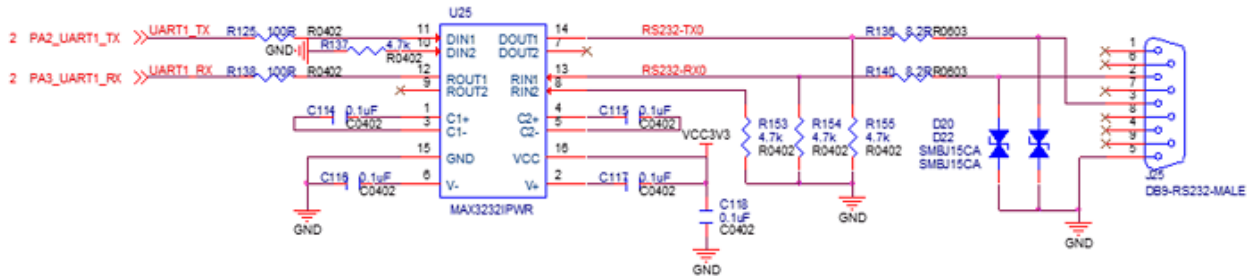 U25
2 PA2_UART1_TX UART1_TX R125 100R R0402 11 DIN1 DOUT1 14 RS232-TX0 R136 8.2R R0603
GND R137 4.7k R0402 10 DIN2 DOUT2 7
2 PA3_UART1_RX UART1_RX R138 100R R0402 12 ROUT1 RIN1 13 RS232-RX0 R140 8.2R R0603
9 ROUT2 RIN2 8
C114 0.1uF C0402 1 C1+ C2+ 4 C115 0.1uF C0402
3 C1- C2- 5
VCC3V3
15 GND VCC 16
C116 0.1uF C0402 6 V- V+ 2 C117 0.1uF C0402
GND
MAX3232IPWR
C118
0.1uF
C0402
GND
R153
4.7k
R0402
R154
4.7k
R0402
R155
4.7k
R0402
GND
D20
D22
SMBJ15CA
SMBJ15CA
GND
1
6
2
7
3
8
4
9
5
J25
DB9-RS232-MALE